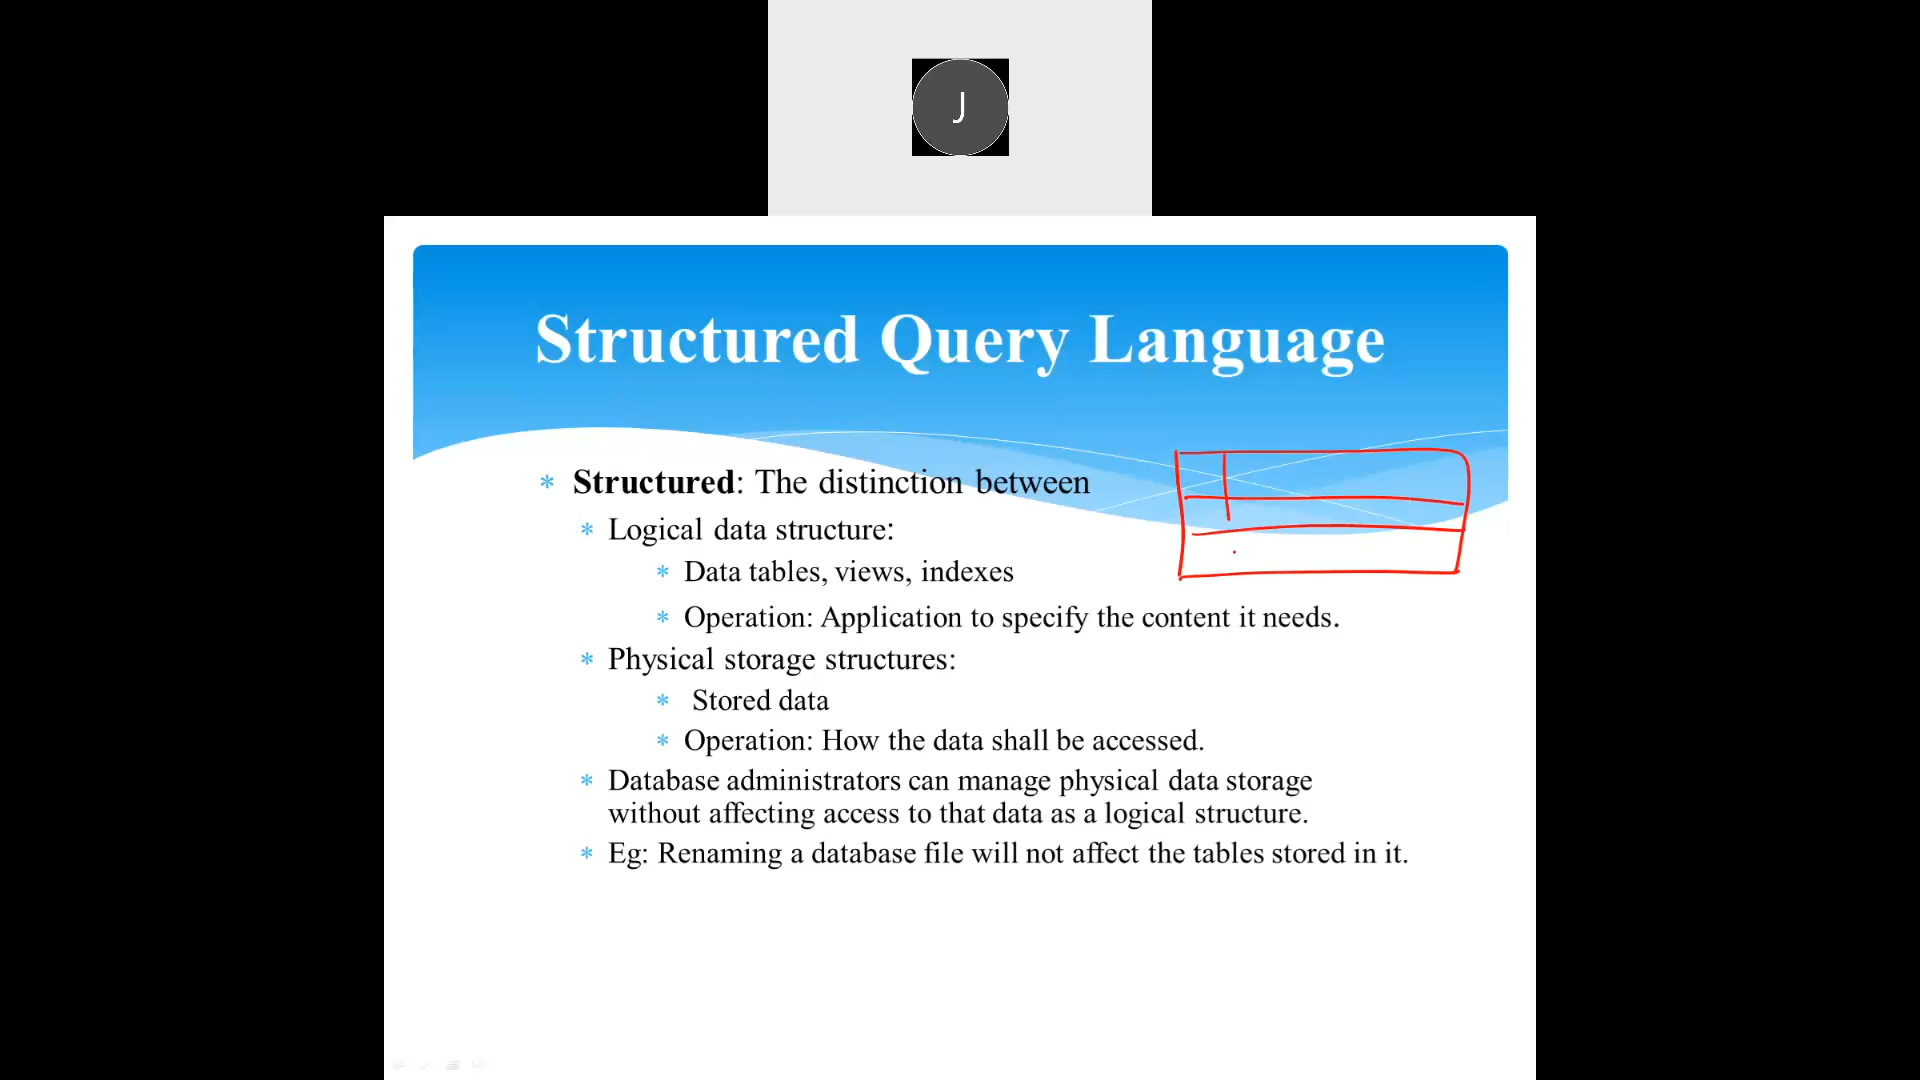 J
Structured Query Language
* Structured: The distinction between
* Logical data structure:
* Data tables, views, indexes
* Operation: Application to specify the content it needs.
* Physical storage structures:
* Stored data
* Operation: How the data shall be accessed.
* Database administrators can manage physical data storage
without affecting access to that data as a logical structure.
* Eg: Renaming a database file will not affect the tables stored in it.